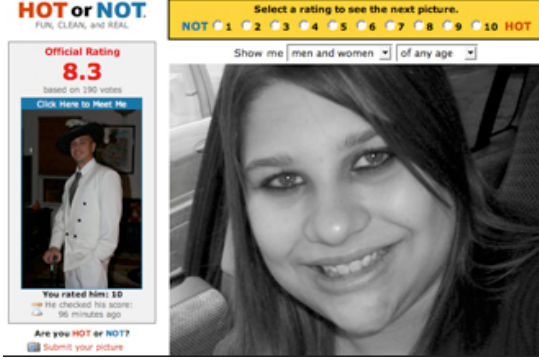 HOT or NOT.
FUN, CLEAN, and REAL
Select a rating to see the next picture.
NOT 1 2 3 4 5 6 7 8 9 10 HOT
Show me men and women of any age
Official Rating
8.3
based on 190 votes
Click Here to Meet Me
You rated him: 10
He checked his score:
96 minutes ago
Are you HOT or NOT?
Submit your picture